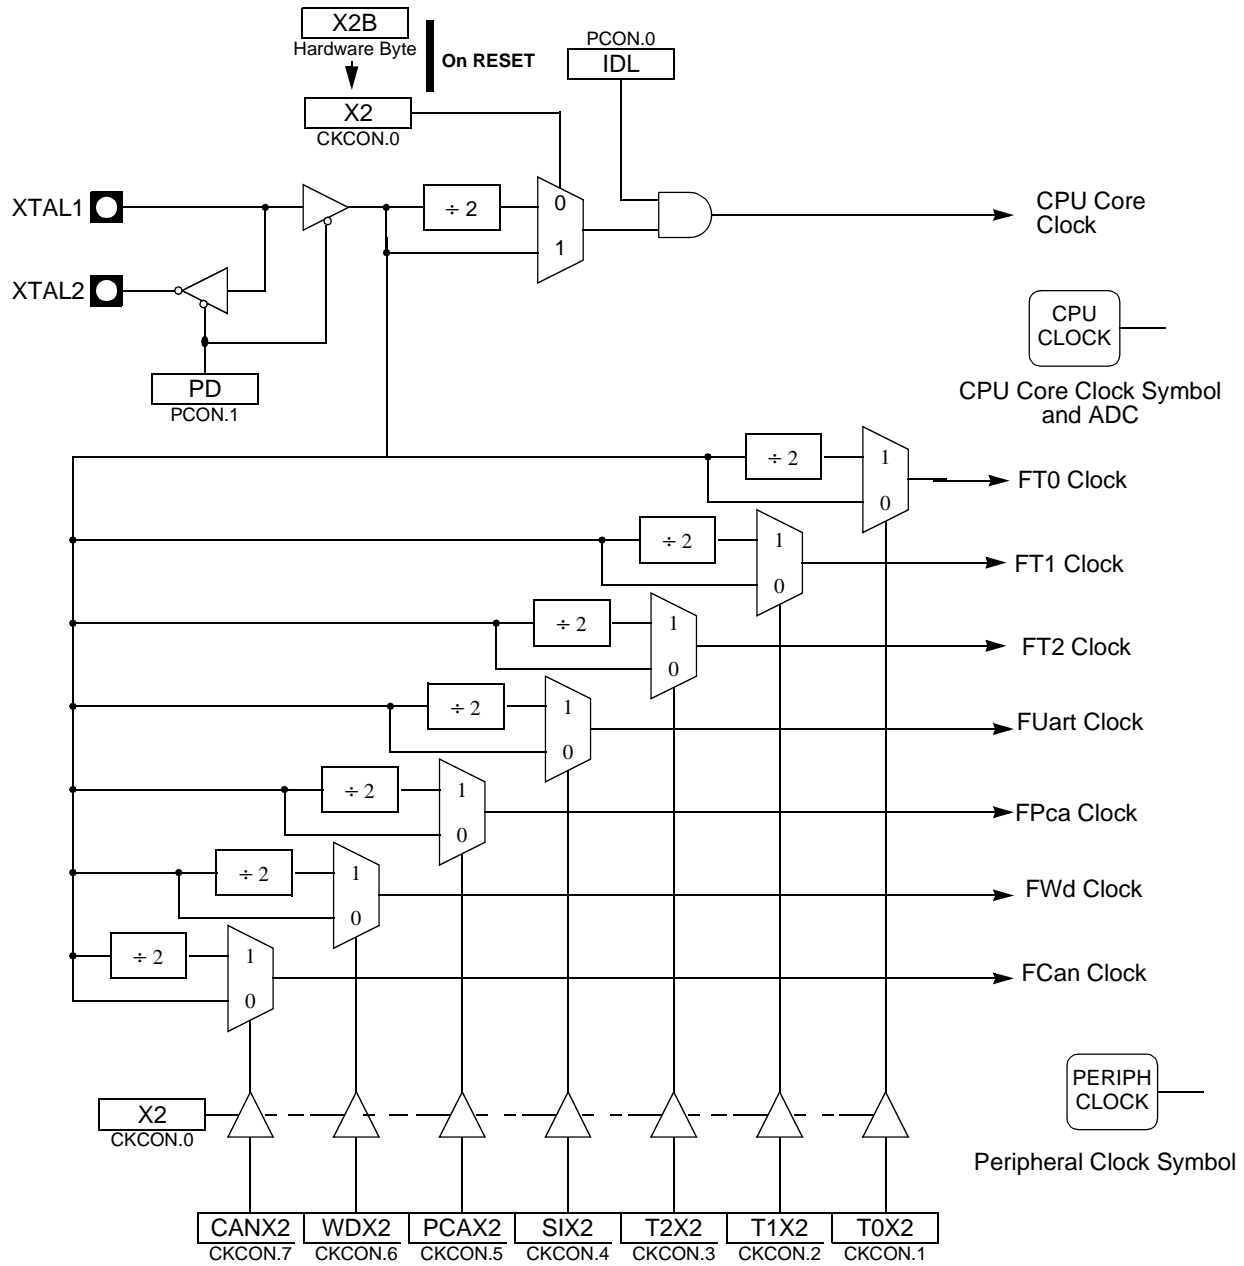 X2B
Hardware Byte
On RESET
PCON.0
IDL
X2
CKCON.0
XTAL1
÷ 2
0
1
CPU Core
Clock
XTAL2
PD
PCON.1
CPU
CLOCK
CPU Core Clock Symbol
and ADC
÷ 2
1
0
FT0 Clock
÷ 2
1
0
FT1 Clock
÷ 2
1
0
FT2 Clock
÷ 2
1
0
FUart Clock
÷ 2
1
0
FPca Clock
÷ 2
1
0
FWd Clock
÷ 2
1
0
FCan Clock
X2
CKCON.0
PERIPH
CLOCK
Peripheral Clock Symbol
CANX2 WDX2 PCAX2 SIX2 T2X2 T1X2 T0X2
CKCON.7 CKCON.6 CKCON.5 CKCON.4 CKCON.3 CKCON.2 CKCON.1